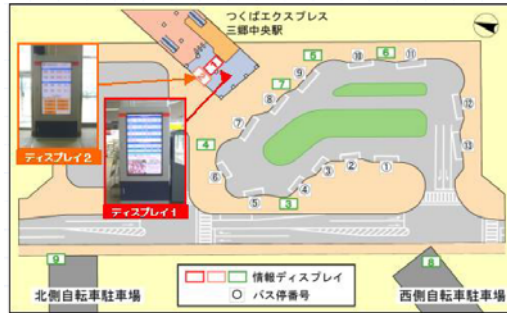 つくばエクスプレス
三郷中央駅
ディスプレイ2
ディスプレイ1
5
6
7
4
3
9
8
⑩
⑪
⑨
⑧
⑦
⑥
⑤
④
③
②
①
⑫
⑬
北側自転車駐車場
西側自転車駐車場
情報ディスプレイ
バス停番号